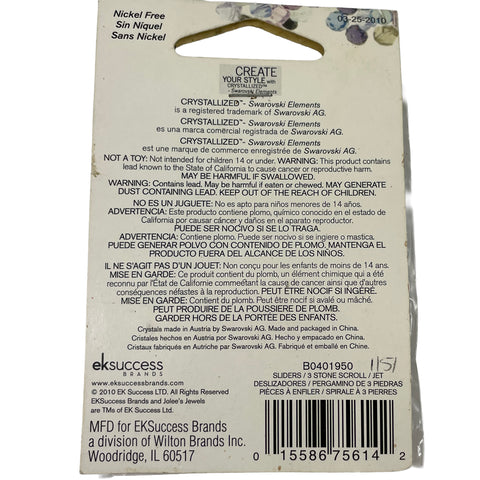 Nickel Free
Sin Níquel
Sans Nickel
03-25-2010
CREATE
YOUR STYLE with
CRYSTALLIZED™
- Swarovski Elements
CRYSTALLIZED™- Swarovski Elements
is a registered trademark of Swarovski AG.
CRYSTALLIZED™- Swarovski Elements
es una marca comércial registrada de Swarovski AG.
CRYSTALLIZED™- Swarovski Elements
est une marque de commerce enregistrée de Swarovski AG.
NOT A TOY: Not intended for children 14 or under. WARNING: This product contains
lead known to the State of California to cause cancer or reproductive harm.
MAY BE HARMFUL IF SWALLOWED.
WARNING: Contains lead. May be harmful if eaten or chewed. MAY GENERATE
DUST CONTAINING LEAD. KEEP OUT OF THE REACH OF CHILDREN.
NO ES UN JUGUETE: No es apto para niños menores de 14 años.
ADVERTENCIA: Este producto contiene plomo, químico conocido en el estado de
California por causar cáncer y daños en el sistema reproductor.
PUEDE SER NOCIVO SI LO TRAGA.
ADVERTENCIA: Contiene plomo. Puede ser nocivo si se ingiere o mastica.
PUEDE GENERAR POLVO CON CONTENIDO DE PLOMO. MANTENGA EL
PRODUCTO FUERA DEL ALCANCE DE LOS NIÑOS.
IL NE S'AGIT PAS D'UN JOUET: Non conçu pour les enfants de moins de 14 ans.
MISE EN GARDE: Ce produit contient du plomb, un élément chimique qui a été
reconnu par l'État de Californie comme étant cause de cancer ainsi que d'autres
conséquences néfastes à la reproduction. PEUT ÊTRE NOCIF SI INGÉRÉ.
MISE EN GARDE: Contient du plomb. Peut être nocif si avalé ou mâché.
PEUT PRODUIRE DE LA POUSSIERE DE PLOMB.
GARDER HORS DE LA PORTÉE DES ENFANTS.
Crystals made in Austria by Swarovski AG. Made and packaged in China.
Cristales hechos en Austria por Swarovski AG. Hecho y empacado en China.
Cristaux fabriqués en Autriche par Swarovski AG. Fabriqué et emballé en China.
eksuccess
BRANDS
eksuccessbrands.com
© 2010 EK Success LTD. All Rights Reserved
EKSuccess Brands and Jolee's Jewels
are TMs of EK Success Ltd.
MFD for EKSuccess Brands
a division of Wilton Brands Inc.
Woodridge, IL 60517
B0401950
SLIDERS / 3 STONE SCROLL / JET
DESLIZADORES / PERGAMINO DE 3 PIEDRAS
PIÈCES À ENFILER / SPIRALE À 3 PIERRES
0 15586 75614 2